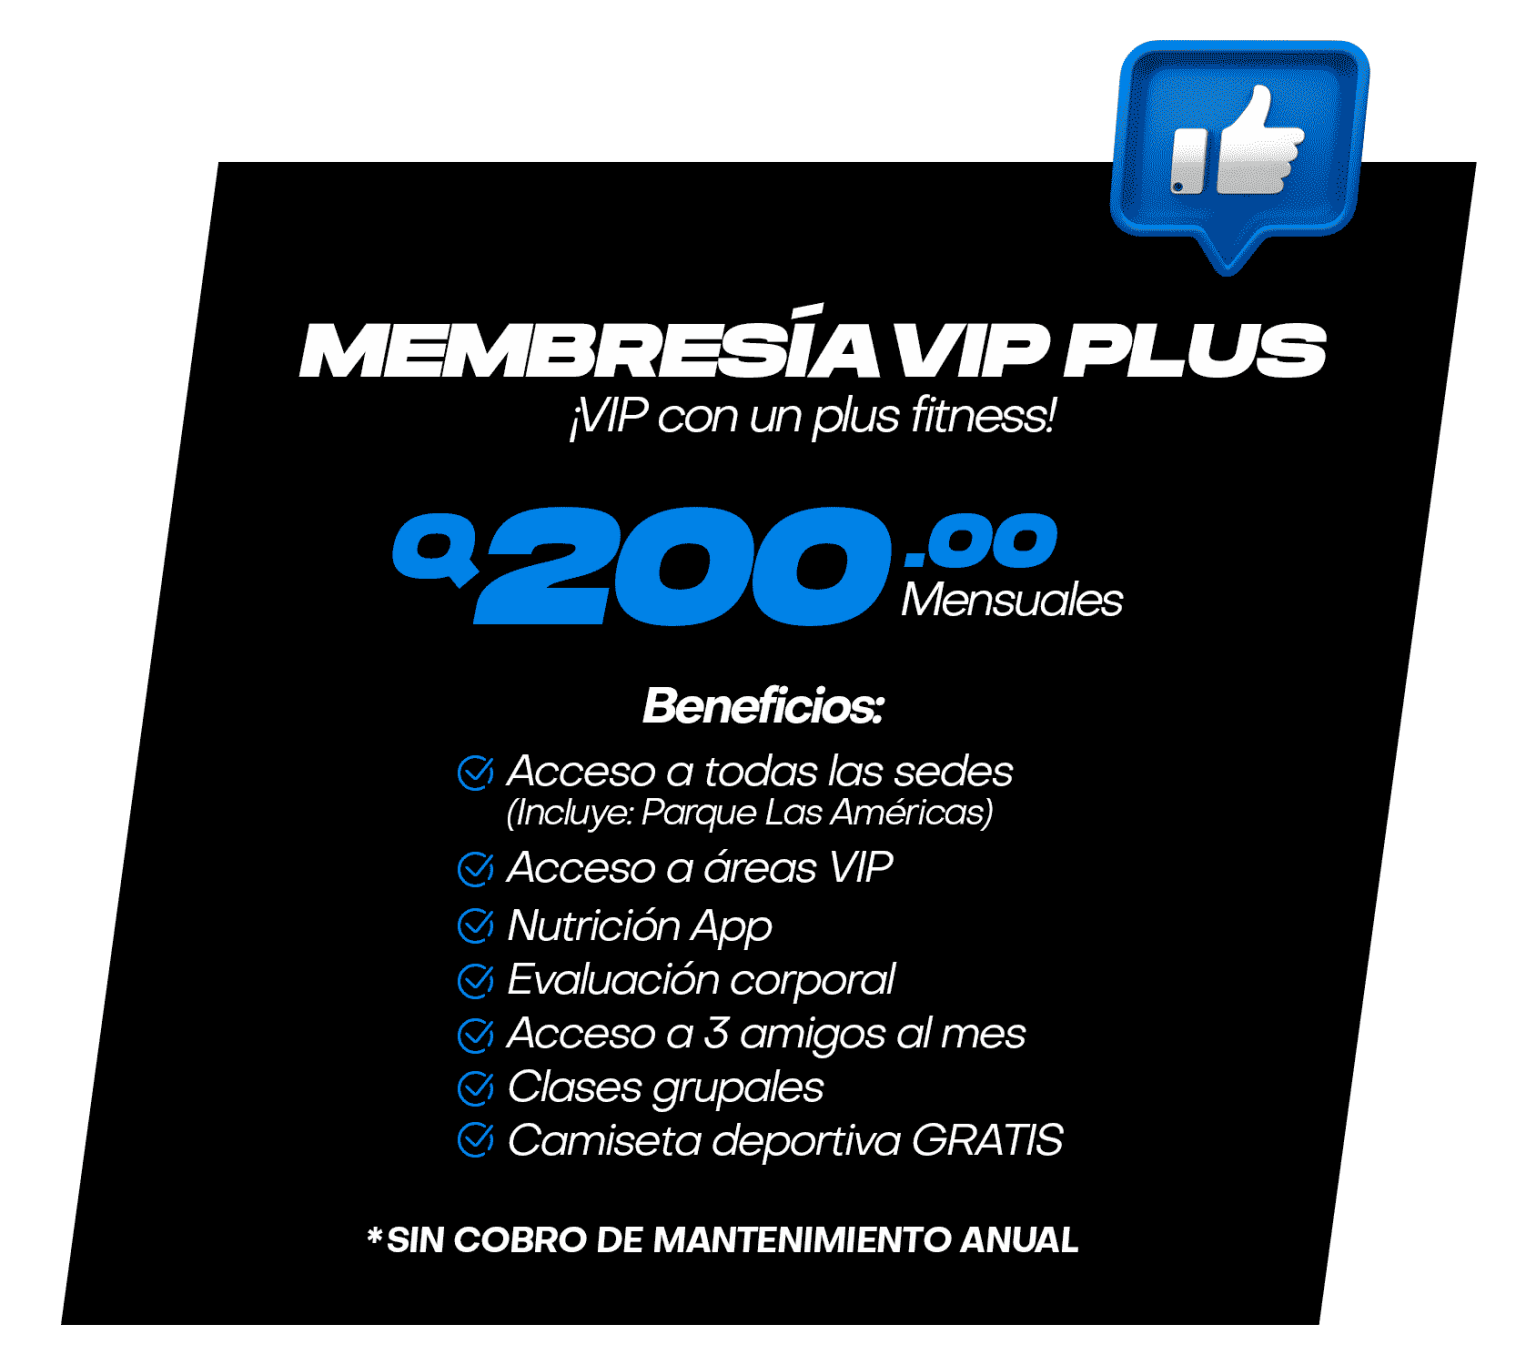 MEMBRESÍA VIP PLUS
¡VIP con un plus fitness!
Q200.00
Mensuales
Beneficios:
Acceso a todas las sedes
(Incluye: Parque Las Américas)
Acceso a áreas VIP
Nutrición App
Evaluación corporal
Acceso a 3 amigos al mes
Clases grupales
Camiseta deportiva GRATIS
*SIN COBRO DE MANTENIMIENTO ANUAL